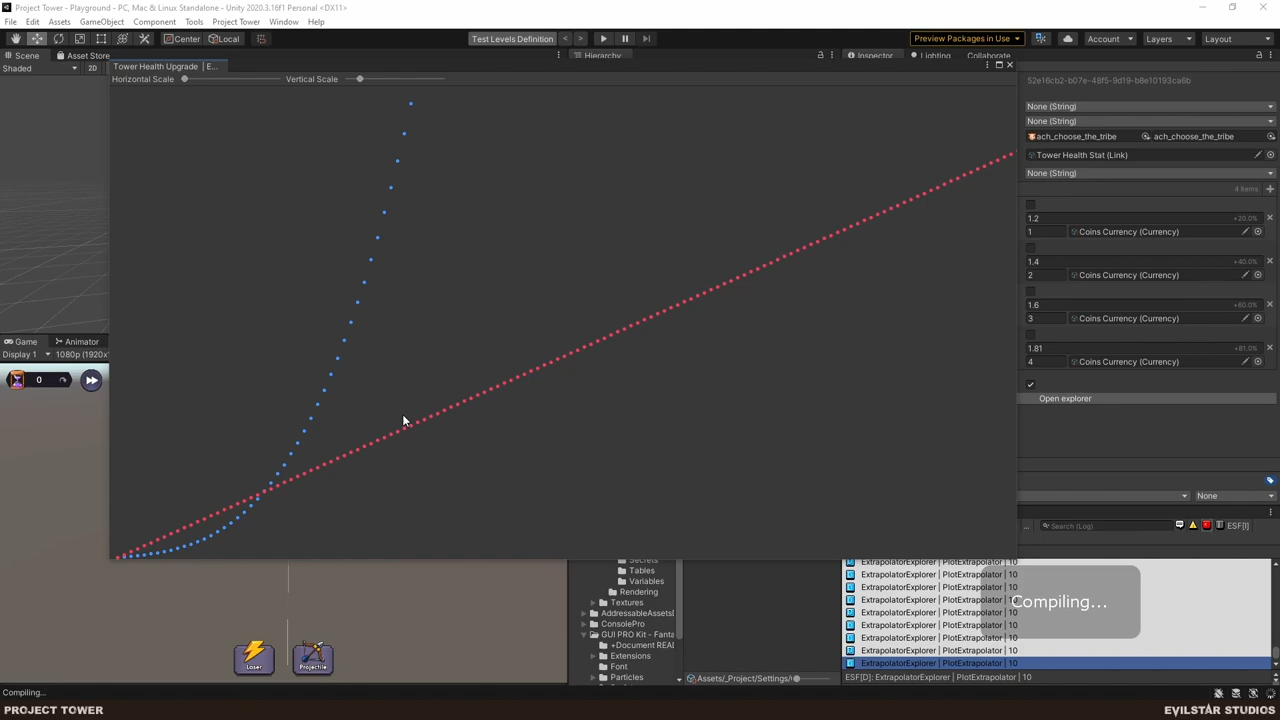 Project Tower - Playground - PC, Mac & Linux Standalone - Unity 2020.3.16f1 Personal <DX11>
File Edit Assets GameObject Component Tools Project Tower Window Help
Center Local Test Levels Definition < > Preview Packages in Use Account Layers Layout
Scene Asset Store Hierarchy Inspector Lighting Collaborate
Shaded 2D
Tower Health Upgrade | E...
Horizontal Scale Vertical Scale
52e16cb2-b07e-48f5-9d19-b8e10193ca6b
None (String)
None (String)
ach_choose_the_tribe ach_choose_the_tribe
Tower Health Stat (Link)
None (String)
4 items
1.2 +20.0%
1 Coins Currency (Currency)
1.4 +40.0%
2 Coins Currency (Currency)
1.6 +60.0%
3 Coins Currency (Currency)
1.81 +81.0%
4 Coins Currency (Currency)
Open explorer
Game Animator
Display 1 1080p (1920x
0
None
... Search (Log) ESF[!]
Secrets
Tables
Variables
Rendering
Textures
AddressableAssetsD
ConsolePro
GUI PRO Kit - Fanta
+Document READ
Extensions
Font
Particles
Assets/_Project/Settings/
ExtrapolatorExplorer | PlotExtrapolator | 10
ExtrapolatorExplorer | PlotExtrapolator | 10
ExtrapolatorExplorer | PlotExtrapolator | 10
ExtrapolatorExplorer | PlotExtrapolator | 10
ExtrapolatorExplorer | PlotExtrapolator | 10
ExtrapolatorExplorer | PlotExtrapolator | 10
ExtrapolatorExplorer | PlotExtrapolator | 10
ExtrapolatorExplorer | PlotExtrapolator | 10
ExtrapolatorExplorer | PlotExtrapolator | 10
ESF[D]: ExtrapolatorExplorer | PlotExtrapolator | 10
Compiling...
Laser Projectile
Compiling...
PROJECT TOWER EVILSTAR STUDIOS